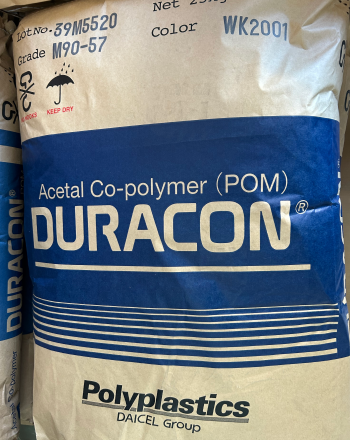 Lot No. 39M5520
Net 25
Grade M90-57
Color WK2001
KEEP DRY
Acetal Co-polymer (POM)
DURACON®
Polyplastics
DAICEL Group
DURACON®